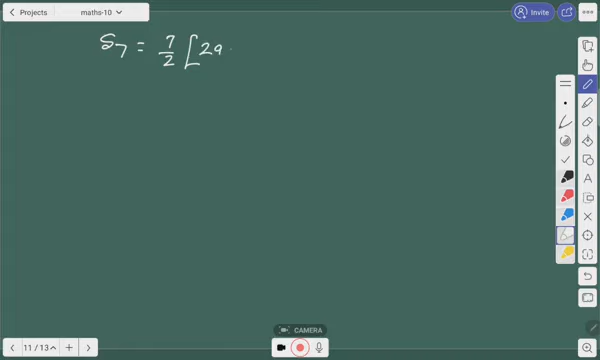 Projects
maths-10
Invite
S₇ = 7/2 [2a
A
CAMERA
11 / 13